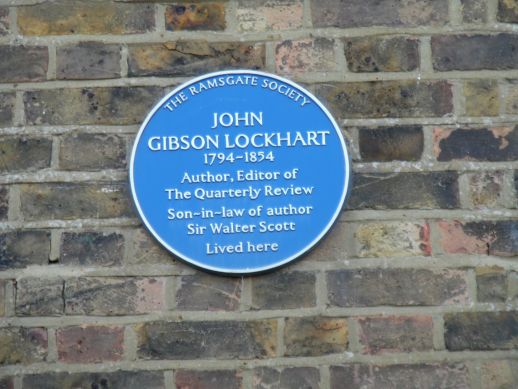 THE RAMSGATE SOCIETY
JOHN
GIBSON LOCKHART
1794~1854
Author, Editor of
The Quarterly Review
Son~in~law of author
Sir Walter Scott
Lived here